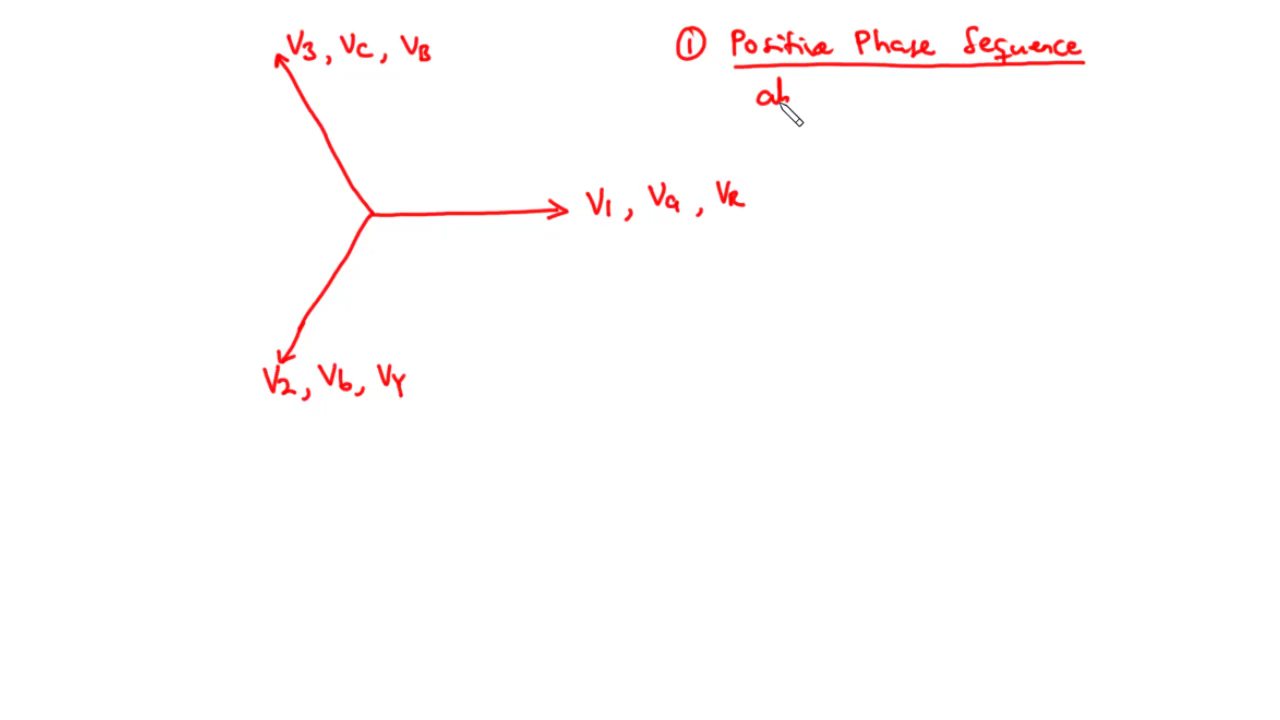 V3, VC, VB
① Positive Phase Sequence
ab
V1, Va, VR
V2, Vb, VY